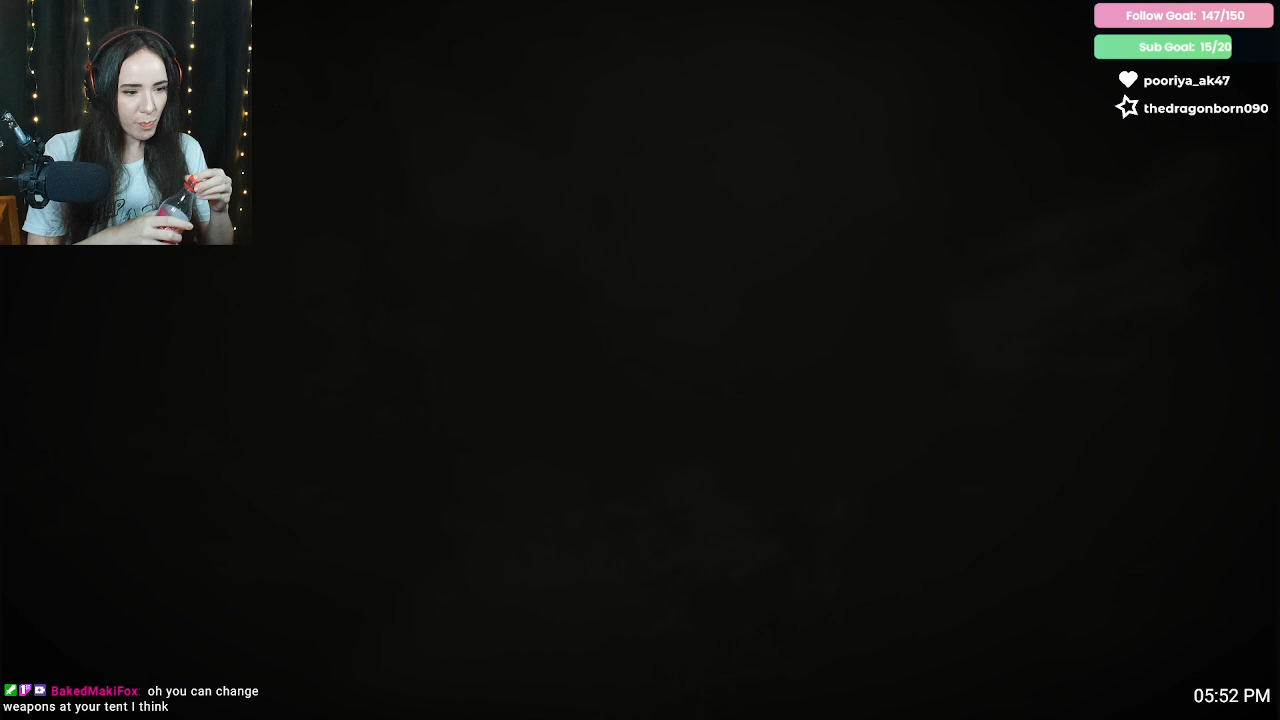 Follow Goal: 147/150
Sub Goal: 15/20
pooriya_ak47
thedragonborn090
BakedMakiFox: oh you can change
weapons at your tent I think
05:52 PM